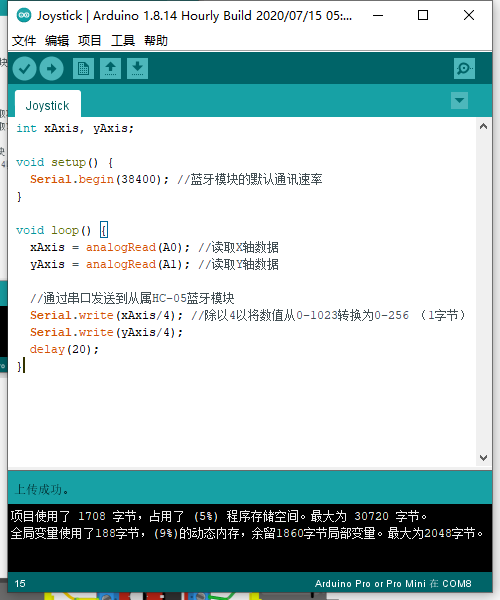 Joystick | Arduino 1.8.14 Hourly Build 2020/07/15 05:...
文件 编辑 项目 工具 帮助
Joystick
int xAxis, yAxis;
void setup() {
Serial.begin(38400); //蓝牙模块的默认通讯速率
}
void loop() {
xAxis = analogRead(A0); //读取X轴数据
yAxis = analogRead(A1); //读取Y轴数据
//通过串口发送到从属HC-05蓝牙模块
Serial.write(xAxis/4); //除以4以将数值从0-1023转换为0-256 （1字节）
Serial.write(yAxis/4);
delay(20);
}
上传成功。
项目使用了 1708 字节，占用了 (5%) 程序存储空间。最大为 30720 字节。
全局变量使用了188字节，(9%)的动态内存，余留1860字节局部变量。最大为2048字节。
15
Arduino Pro or Pro Mini 在 COM8